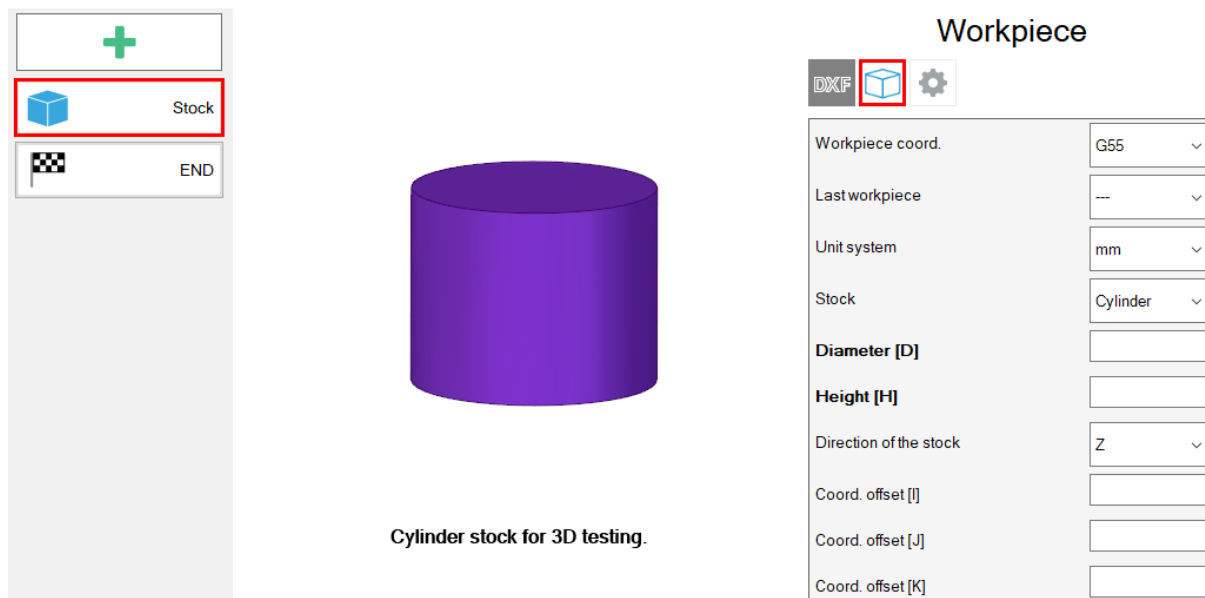 Stock
END
Cylinder stock for 3D testing.
Workpiece
DXF
Workpiece coord. G55
Last workpiece ---
Unit system mm
Stock Cylinder
Diameter [D]
Height [H]
Direction of the stock Z
Coord. offset [I]
Coord. offset [J]
Coord. offset [K]